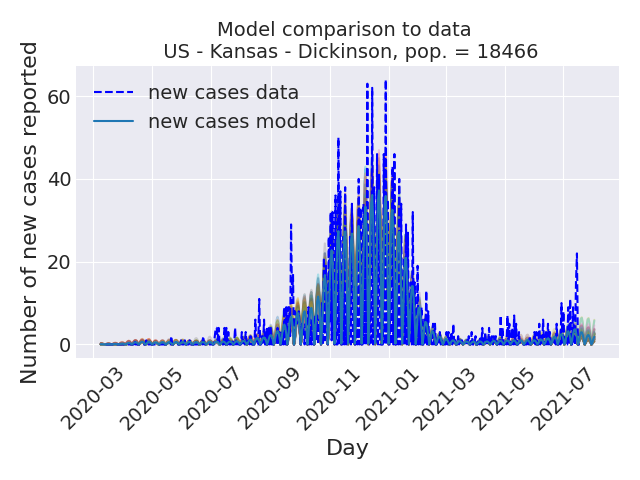 Model comparison to data
US - Kansas - Dickinson, pop. = 18466
Number of new cases reported
60
40
20
0
new cases data
new cases model
2020-03
2020-05
2020-07
2020-09
2020-11
2021-01
2021-03
2021-05
2021-07
Day